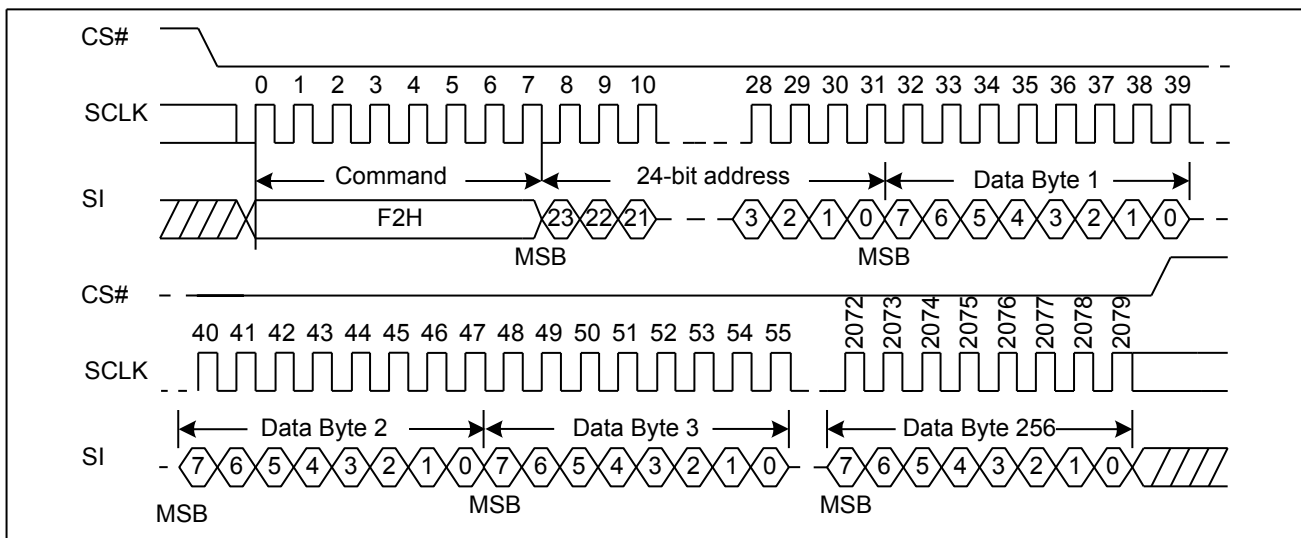 CS#
0 1 2 3 4 5 6 7 8 9 10 28 29 30 31 32 33 34 35 36 37 38 39
SCLK
Command 24-bit address Data Byte 1
SI
F2H 23 22 21 3 2 1 0 7 6 5 4 3 2 1 0
MSB MSB
CS#
40 41 42 43 44 45 46 47 48 49 50 51 52 53 54 55 2072 2073 2074 2075 2076 2077 2078 2079
SCLK
Data Byte 2 Data Byte 3 Data Byte 256
SI
7 6 5 4 3 2 1 0 7 6 5 4 3 2 1 0 7 6 5 4 3 2 1 0
MSB MSB MSB